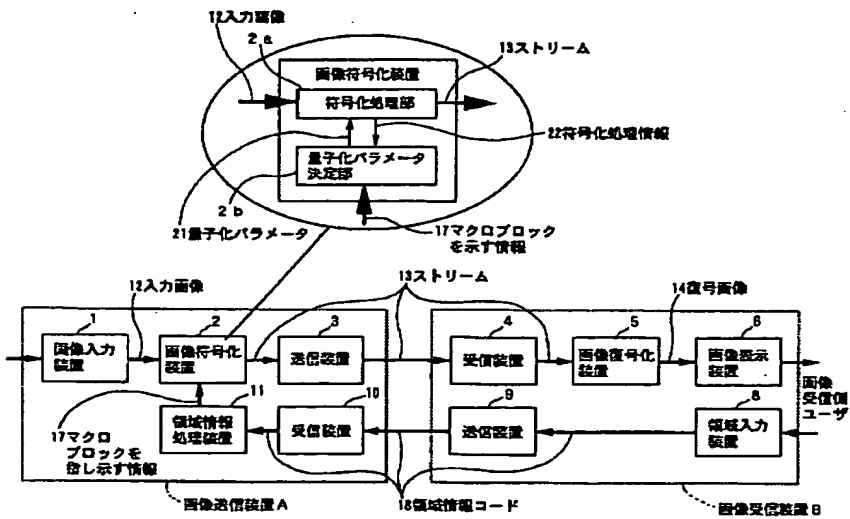 12入力画像
2a
13ストリーム
画像符号化装置
符号化処理部
22符号化処理情報
量子化パラメータ
決定部
2b
21量子化パラメータ
17マクロブロック
を示す情報
12入力画像
13ストリーム
14復号画像
1
画像入力
装置
2
画像符号化
装置
3
送信装置
4
受信装置
5
画像復号化
装置
6
画像表示
装置
11
領域情報
処理装置
10
受信装置
9
送信装置
8
領域入力
装置
画像
受信側
ユーザ
17マクロ
ブロックを
指し示す情報
画像送信装置A
18領域情報コード
画像受信装置B